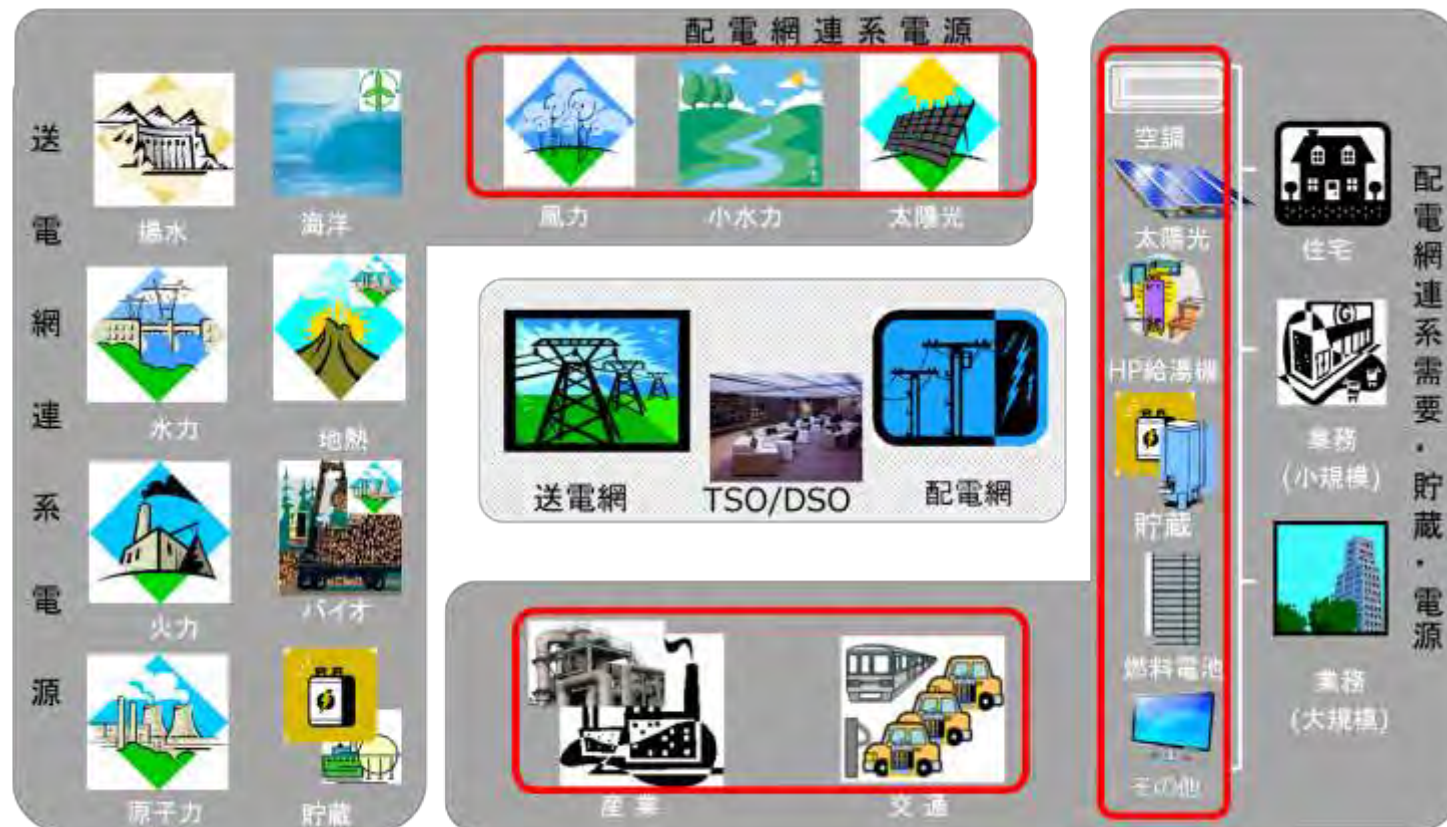 配電網連系電源
送電網連系電源
揚水
海洋
風力
小水力
太陽光
水力
地熱
火力
バイオ
原子力
貯蔵
送電網
TSO/DSO
配電網
産業
交通
空調
太陽光
HP給湯機
貯蔵
燃料電池
その他
住宅
業務
(小規模)
業務
(大規模)
配電網連系需要・貯蔵・電源